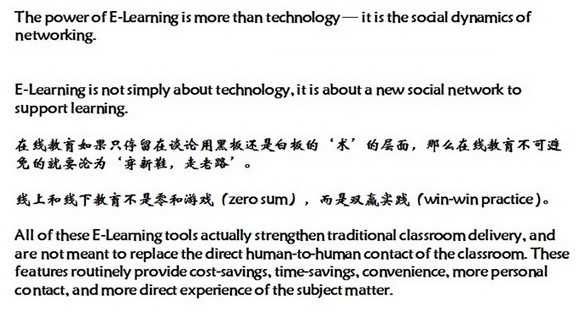 The power of E-Learning is more than technology— it is the social dynamics of
networking.
E-Learning is not simply about technology, it is about a new social network to
support learning.
在线教育如果只停留在谈论用黑板还是白板的‘术’的层面，那么在线教育不可避
免的就要沦为‘穿新鞋，走老路’。
线上和线下教育不是零和游戏（zero sum），而是双赢实践（win-win practice）。
All of these E-Learning tools actually strengthen traditional classroom delivery, and
are not meant to replace the direct human-to-human contact of the classroom. These
features routinely provide cost-savings, time-savings, convenience, more personal
contact, and more direct experience of the subject matter.